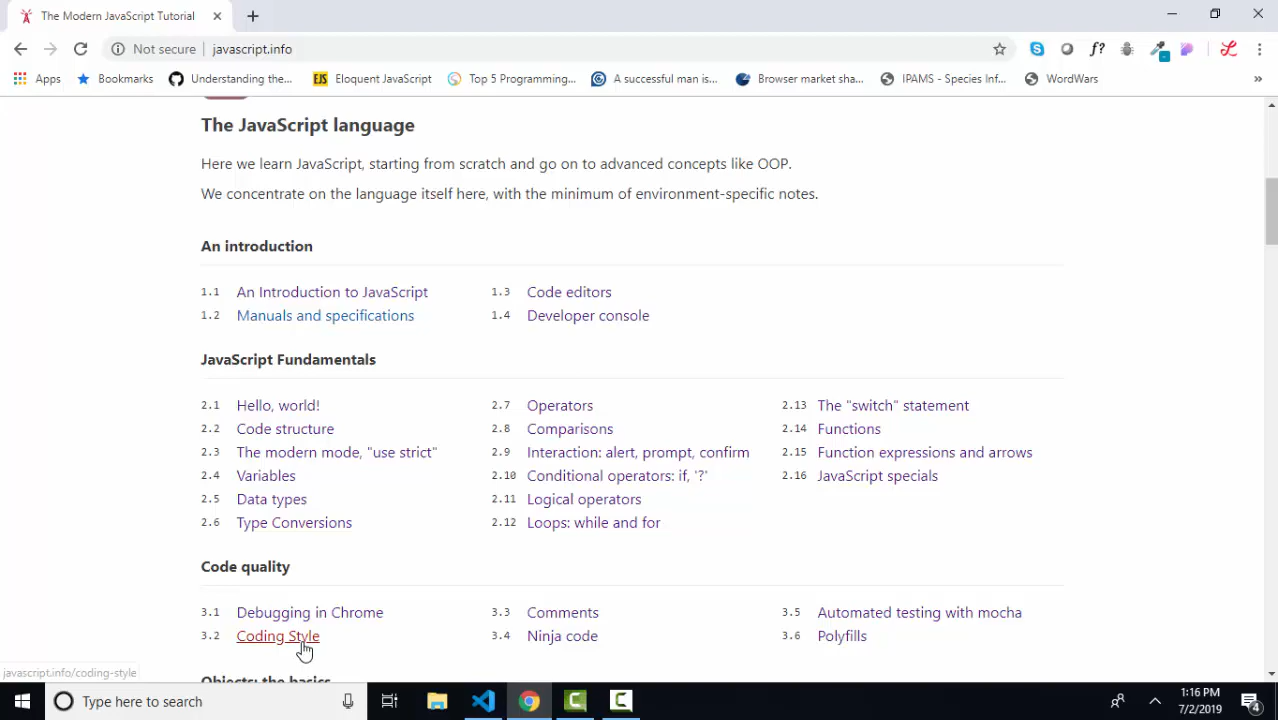 The Modern JavaScript Tutorial
Not secure | javascript.info
f?
Apps
Bookmarks
Understanding the...
EJS Eloquent JavaScript
Top 5 Programming...
A successful man is...
Browser market sha...
IPAMS - Species Inf...
WordWars
»
The JavaScript language
Here we learn JavaScript, starting from scratch and go on to advanced concepts like OOP.
We concentrate on the language itself here, with the minimum of environment-specific notes.
An introduction
1.1 An Introduction to JavaScript
1.2 Manuals and specifications
1.3 Code editors
1.4 Developer console
JavaScript Fundamentals
2.1 Hello, world!
2.2 Code structure
2.3 The modern mode, "use strict"
2.4 Variables
2.5 Data types
2.6 Type Conversions
2.7 Operators
2.8 Comparisons
2.9 Interaction: alert, prompt, confirm
2.10 Conditional operators: if, '?'
2.11 Logical operators
2.12 Loops: while and for
2.13 The "switch" statement
2.14 Functions
2.15 Function expressions and arrows
2.16 JavaScript specials
Code quality
3.1 Debugging in Chrome
3.2 Coding Style
3.3 Comments
3.4 Ninja code
3.5 Automated testing with mocha
3.6 Polyfills
Objects: the basics
javascript.info/coding-style
Type here to search
1:16 PM
7/2/2019
4